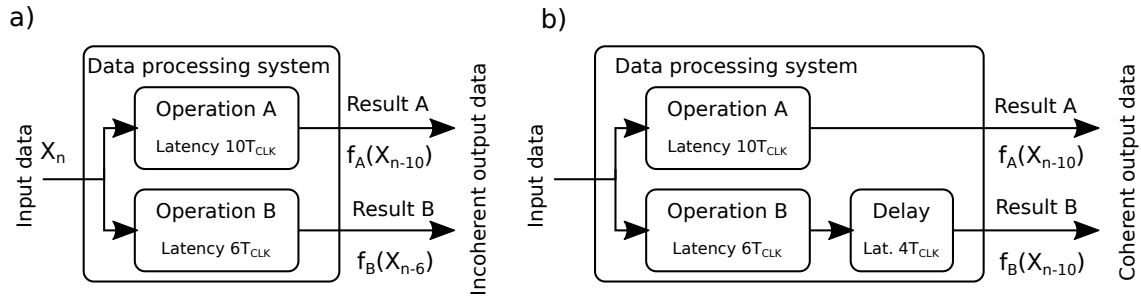 a)
Data processing system
Input data
Xn
Operation A
Latency 10TCLK
Operation B
Latency 6TCLK
Result A
fA(Xn-10)
Result B
fB(Xn-6)
Incoherent output data
b)
Data processing system
Input data
Operation A
Latency 10TCLK
Operation B
Latency 6TCLK
Delay
Lat. 4TCLK
Result A
fA(Xn-10)
Result B
fB(Xn-10)
Coherent output data